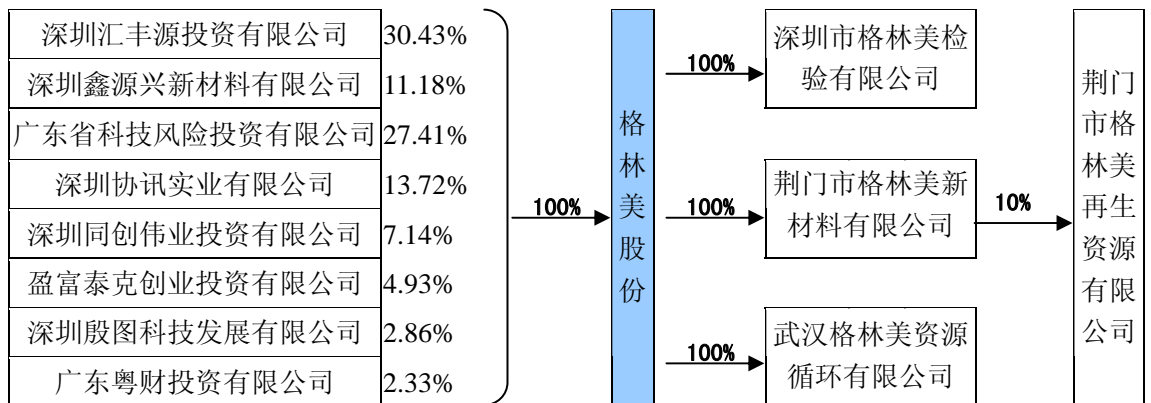 深圳汇丰源投资有限公司 30.43%
深圳鑫源兴新材料有限公司 11.18%
广东省科技风险投资有限公司 27.41%
深圳协讯实业有限公司 13.72%
深圳同创伟业投资有限公司 7.14%
盈富泰克创业投资有限公司 4.93%
深圳殷图科技发展有限公司 2.86%
广东粤财投资有限公司 2.33%
100%
格
林
美
股
份
100%
深圳市格林美检
验有限公司
100%
荆门市格林美新
材料有限公司
100%
武汉格林美资源
循环有限公司
10%
荆门
市格
林美
再生
资源
有限
公司